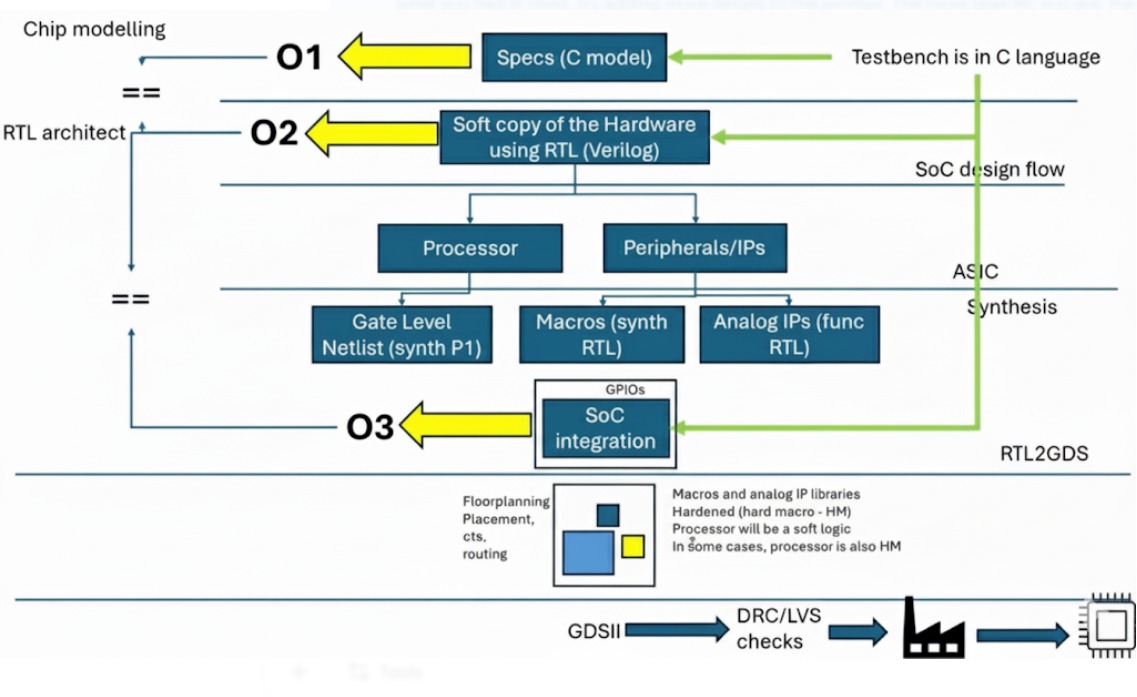 Chip modelling
O1
Specs (C model)
Testbench is in C language
==
RTL architect
O2
Soft copy of the Hardware
using RTL (Verilog)
SoC design flow
Processor
Peripherals/IPs
ASIC
==
Synthesis
Gate Level
Netlist (synth P1)
Macros (synth
RTL)
Analog IPs (func
RTL)
GPIOs
O3
SoC
integration
RTL2GDS
Floorplanning
Placement,
cts,
routing
Macros and analog IP libraries
Hardened (hard macro - HM)
Processor will be a soft logic
In some cases, processor is also HM
GDSII
DRC/LVS
checks